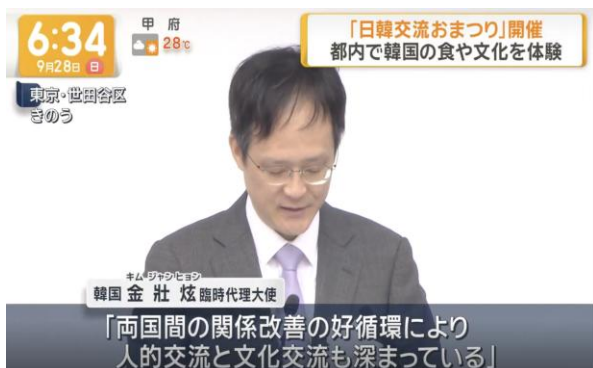 6:34
9月28日 日
甲府
28℃
「日韓交流おまつり」開催
都内で韓国の食や文化を体験
東京・世田谷区
きのう
キム ジャンヒョン
韓国 金壯炫 臨時代理大使
「両国間の関係改善の好循環により
人的交流と文化交流も深まっている」